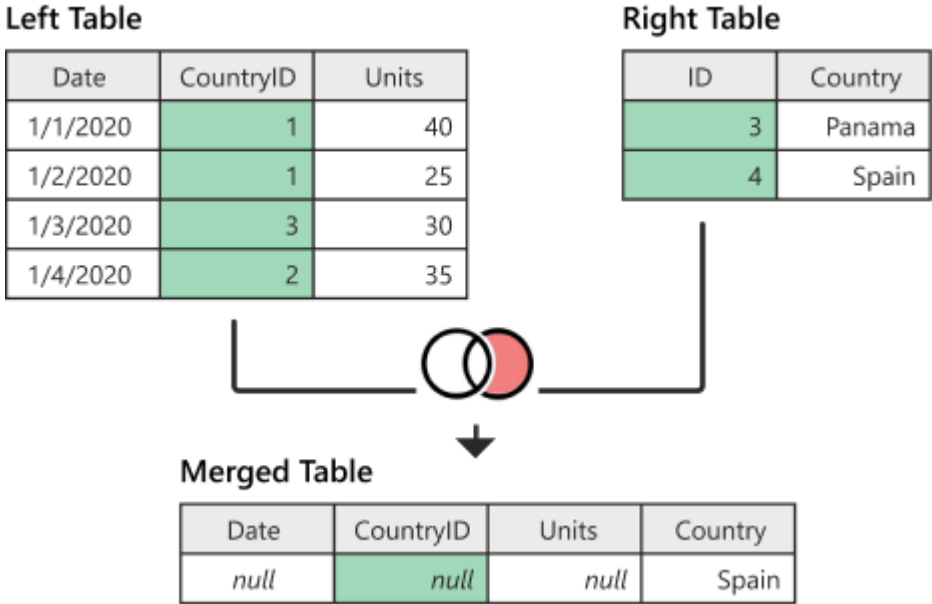 Left Table
Right Table
Date CountryID Units
1/1/2020 1 40
1/2/2020 1 25
1/3/2020 3 30
1/4/2020 2 35
ID Country
3 Panama
4 Spain
Merged Table
Date CountryID Units Country
null null null Spain